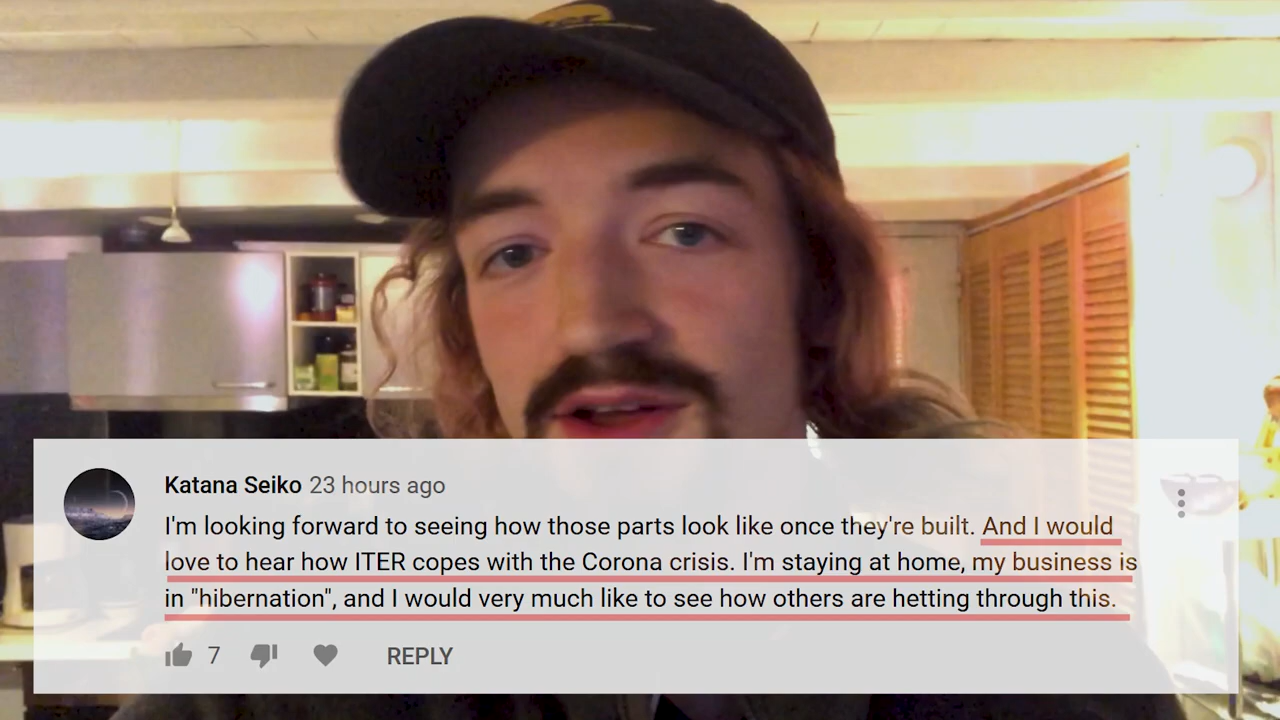 Katana Seiko 23 hours ago
I'm looking forward to seeing how those parts look like once they're built. And I would
love to hear how ITER copes with the Corona crisis. I'm staying at home, my business is
in "hibernation", and I would very much like to see how others are hetting through this.
7 REPLY